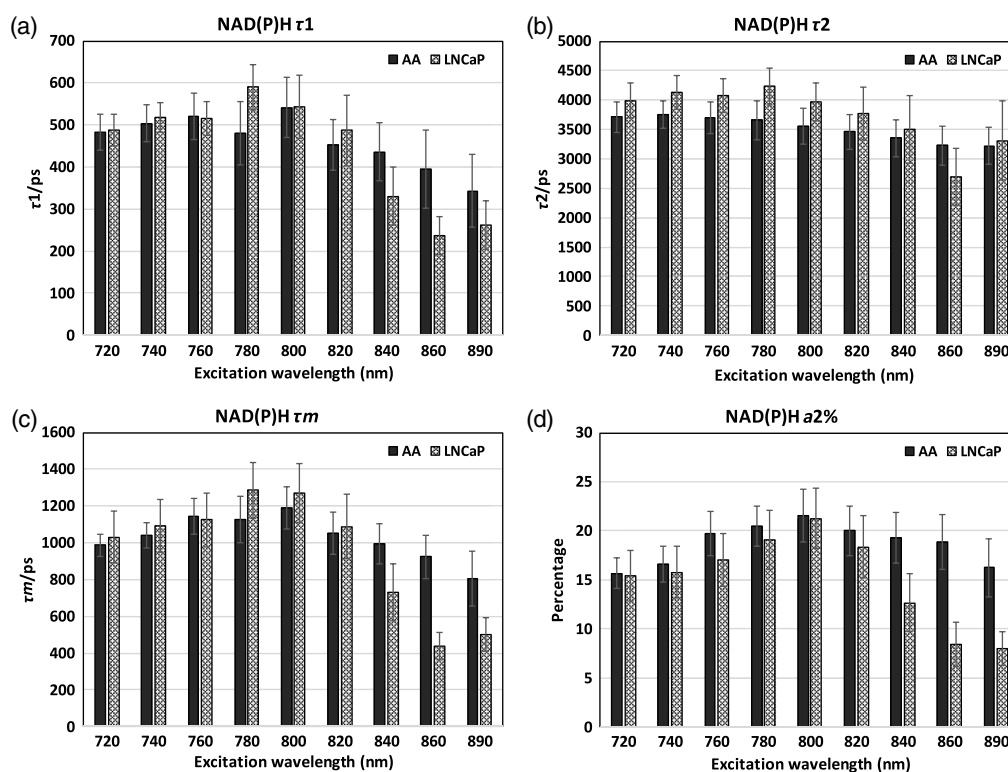 (a)
NAD(P)H τ1
AA LNCaP
700
600
500
400
300
200
100
0
τ1/ps
720 740 760 780 800 820 840 860 890
Excitation wavelength (nm)
(b)
NAD(P)H τ2
AA LNCaP
5000
4500
4000
3500
3000
2500
2000
1500
1000
500
0
τ2/ps
720 740 760 780 800 820 840 860 890
Excitation wavelength (nm)
(c)
NAD(P)H τm
AA LNCaP
1600
1400
1200
1000
800
600
400
200
0
τm/ps
720 740 760 780 800 820 840 860 890
Excitation wavelength (nm)
(d)
NAD(P)H a2%
AA LNCaP
30
25
20
15
10
5
0
Percentage
720 740 760 780 800 820 840 860 890
Excitation wavelength (nm)